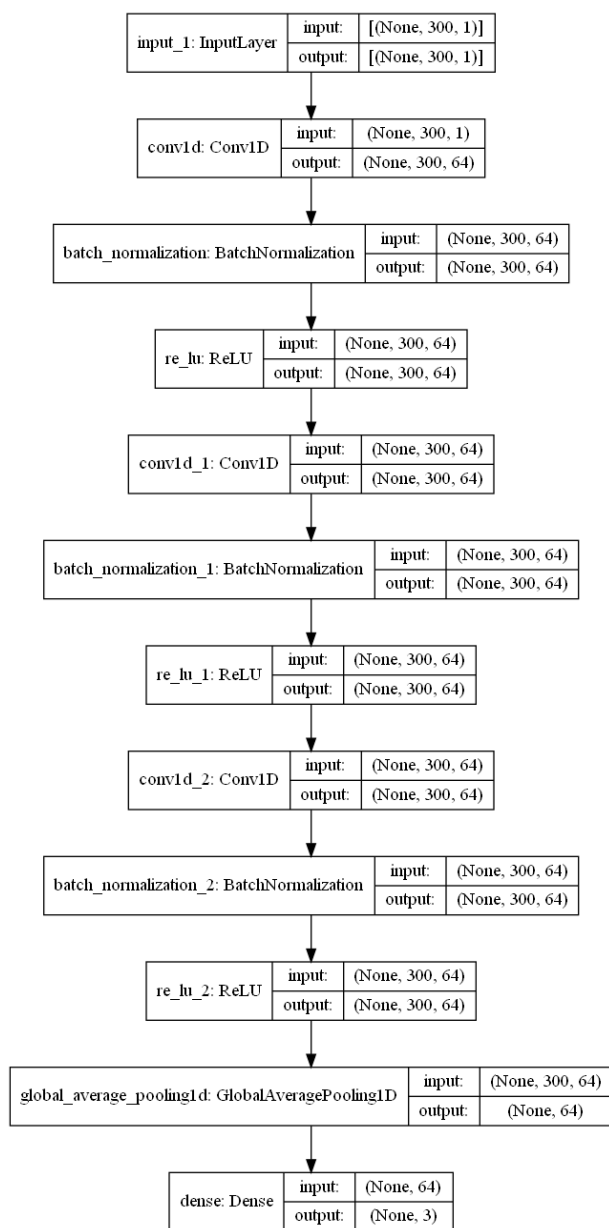 input_1: InputLayer
input: [(None, 300, 1)]
output: [(None, 300, 1)]
conv1d: Conv1D
input: (None, 300, 1)
output: (None, 300, 64)
batch_normalization: BatchNormalization
input: (None, 300, 64)
output: (None, 300, 64)
re_lu: ReLU
input: (None, 300, 64)
output: (None, 300, 64)
conv1d_1: Conv1D
input: (None, 300, 64)
output: (None, 300, 64)
batch_normalization_1: BatchNormalization
input: (None, 300, 64)
output: (None, 300, 64)
re_lu_1: ReLU
input: (None, 300, 64)
output: (None, 300, 64)
conv1d_2: Conv1D
input: (None, 300, 64)
output: (None, 300, 64)
batch_normalization_2: BatchNormalization
input: (None, 300, 64)
output: (None, 300, 64)
re_lu_2: ReLU
input: (None, 300, 64)
output: (None, 300, 64)
global_average_pooling1d: GlobalAveragePooling1D
input: (None, 300, 64)
output: (None, 64)
dense: Dense
input: (None, 64)
output: (None, 3)